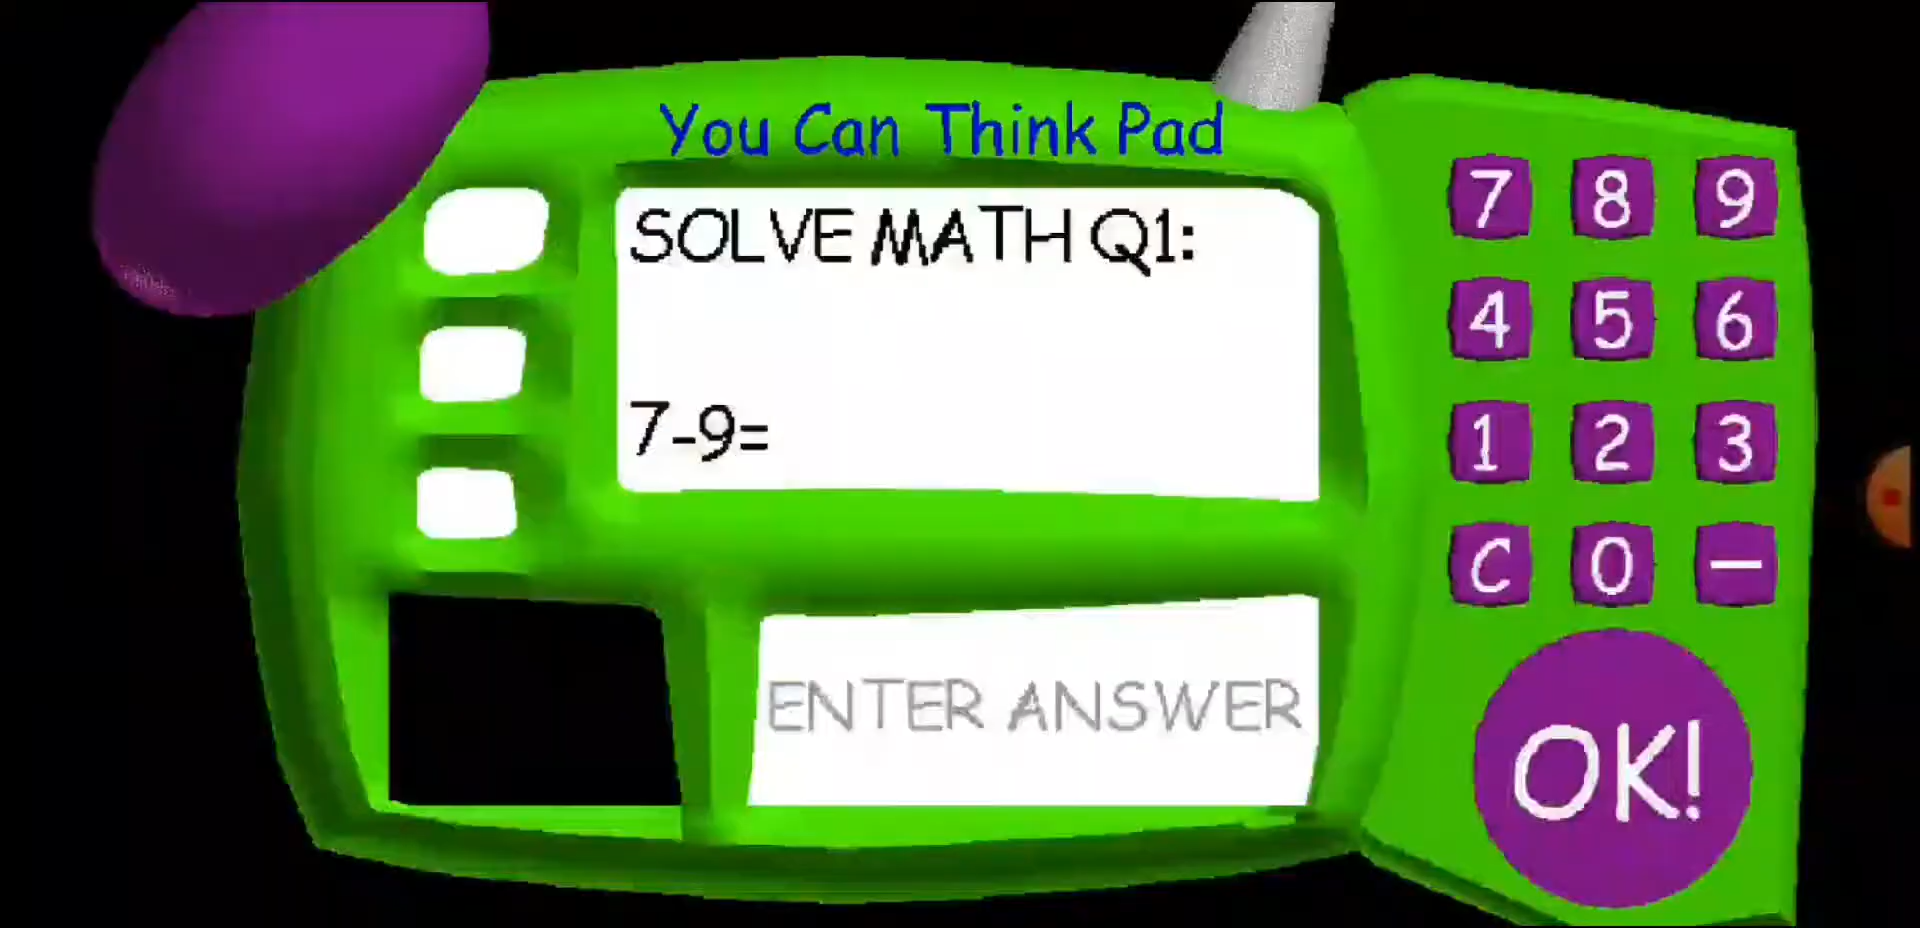 You Can Think Pad
SOLVE MATH Q1:
7-9=
ENTER ANSWER
7 8 9
4 5 6
1 2 3
C 0 —
OK!